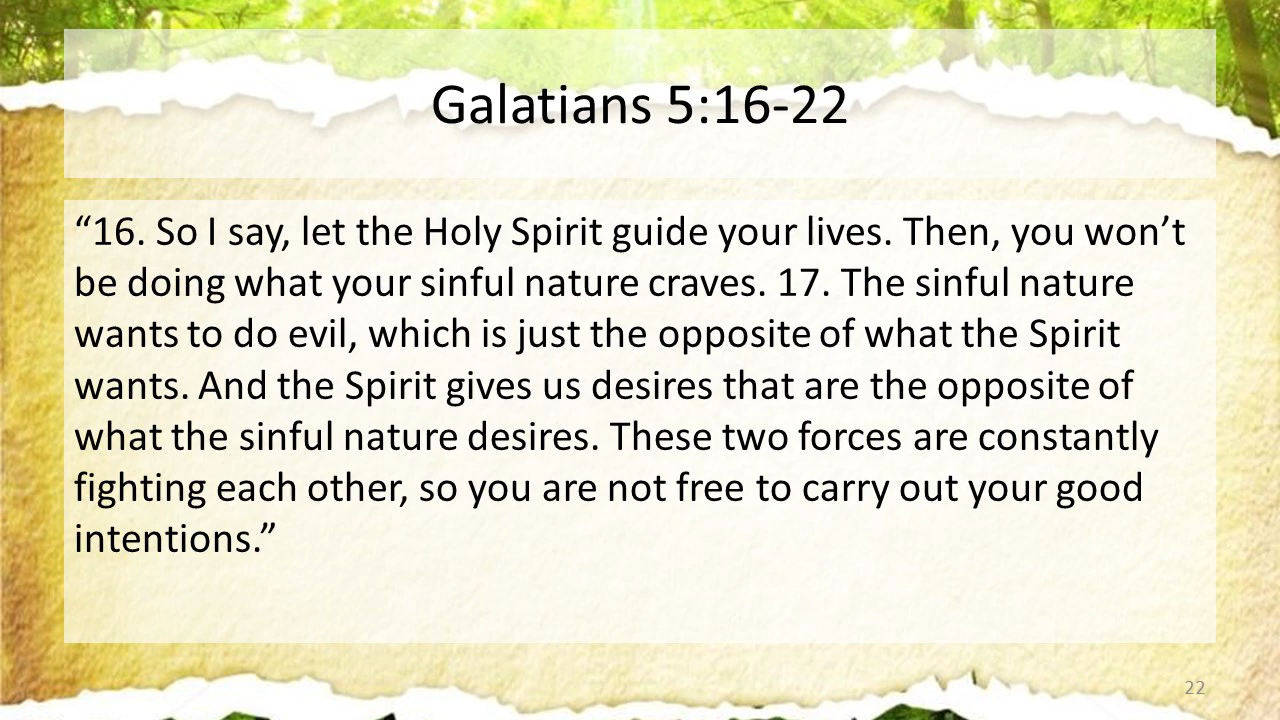 Galatians 5:16-22
“16. So I say, let the Holy Spirit guide your lives. Then, you won’t
be doing what your sinful nature craves. 17. The sinful nature
wants to do evil, which is just the opposite of what the Spirit
wants. And the Spirit gives us desires that are the opposite of
what the sinful nature desires. These two forces are constantly
fighting each other, so you are not free to carry out your good
intentions.”
22